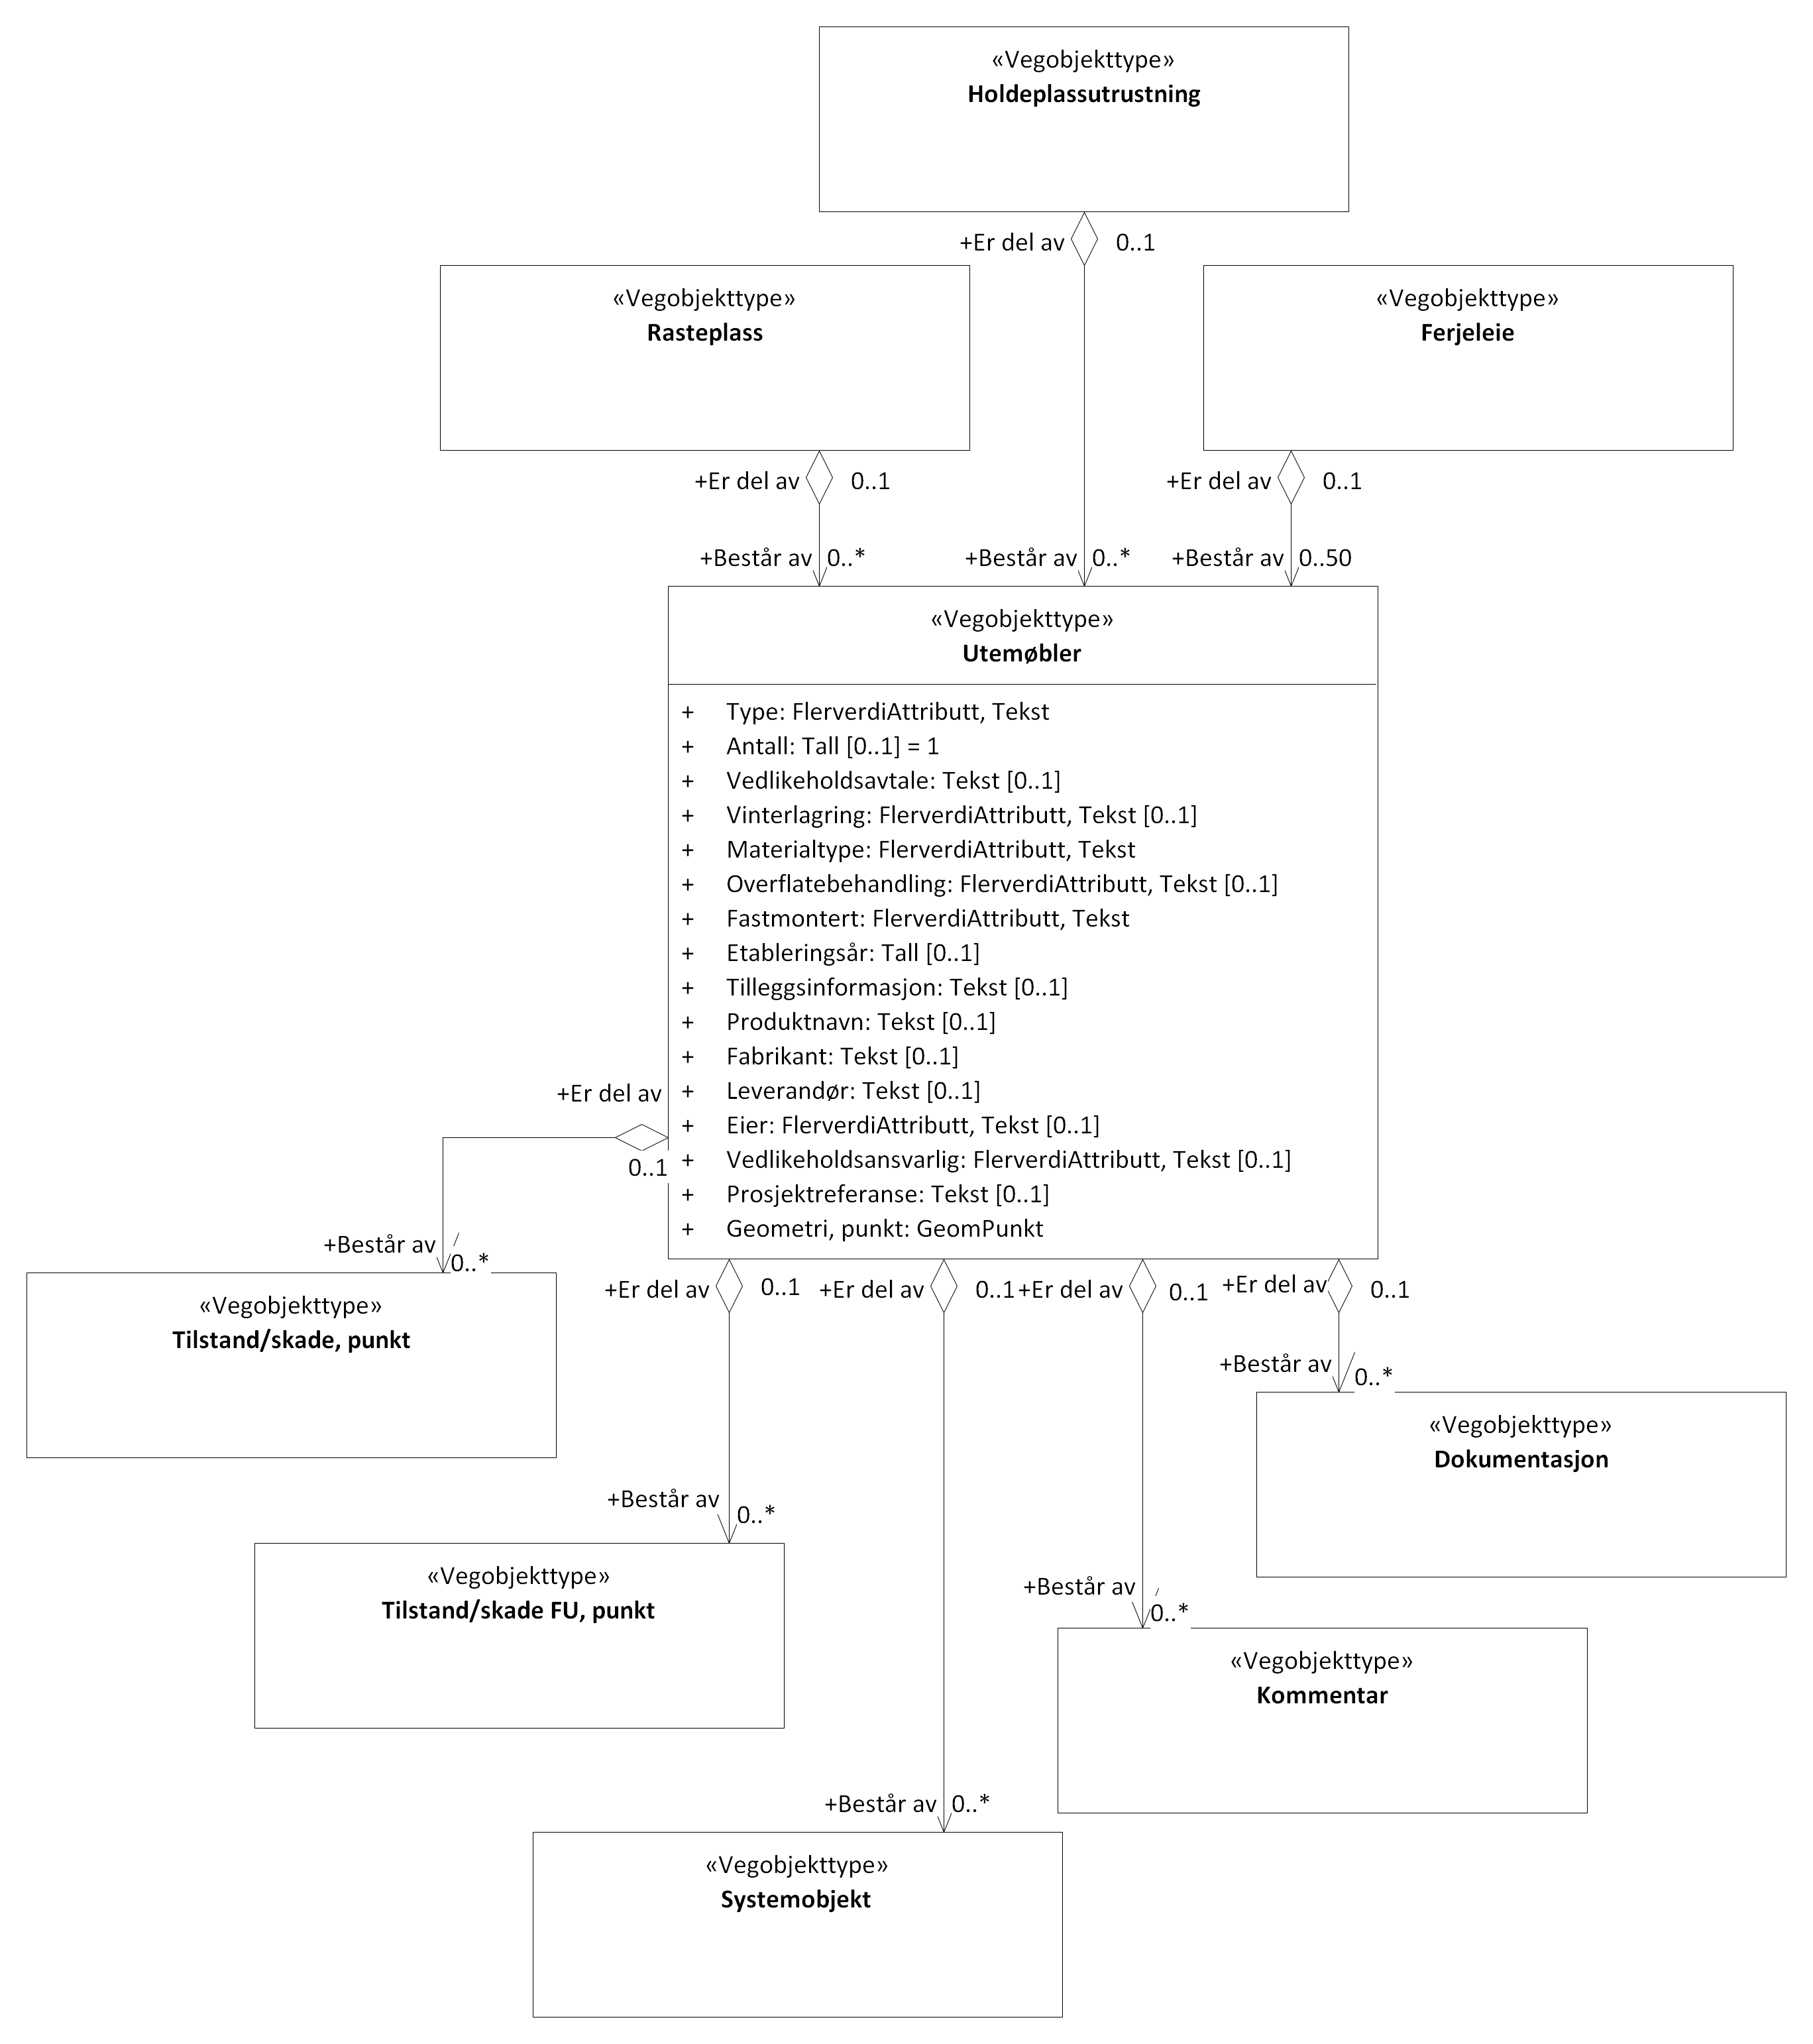 «Vegobjekttype»
Holdeplassutrustning
+Er del av 0..1
«Vegobjekttype»
Rasteplass
«Vegobjekttype»
Ferjeleie
+Er del av 0..1
+Er del av 0..1
+Består av 0..*
+Består av 0..*
+Består av 0..50
«Vegobjekttype»
Utemøbler
+ Type: FlerverdiAttributt, Tekst
+ Antall: Tall [0..1] = 1
+ Vedlikeholdsavtale: Tekst [0..1]
+ Vinterlagring: FlerverdiAttributt, Tekst [0..1]
+ Materialtype: FlerverdiAttributt, Tekst
+ Overflatebehandling: FlerverdiAttributt, Tekst [0..1]
+ Fastmontert: FlerverdiAttributt, Tekst
+ Etableringsår: Tall [0..1]
+ Tilleggsinformasjon: Tekst [0..1]
+ Produktnavn: Tekst [0..1]
+ Fabrikant: Tekst [0..1]
+ Leverandør: Tekst [0..1]
+ Eier: FlerverdiAttributt, Tekst [0..1]
+ Vedlikeholdsansvarlig: FlerverdiAttributt, Tekst [0..1]
+ Prosjektreferanse: Tekst [0..1]
+ Geometri, punkt: GeomPunkt
+Er del av
0..1
+Består av
0..*
«Vegobjekttype»
Tilstand/skade, punkt
+Er del av 0..1
+Er del av 0..1
+Er del av 0..1
+Er del av 0..1
+Består av
0..*
«Vegobjekttype»
Dokumentasjon
+Består av
0..*
«Vegobjekttype»
Tilstand/skade FU, punkt
+Består av
0..*
«Vegobjekttype»
Kommentar
+Består av 0..*
«Vegobjekttype»
Systemobjekt